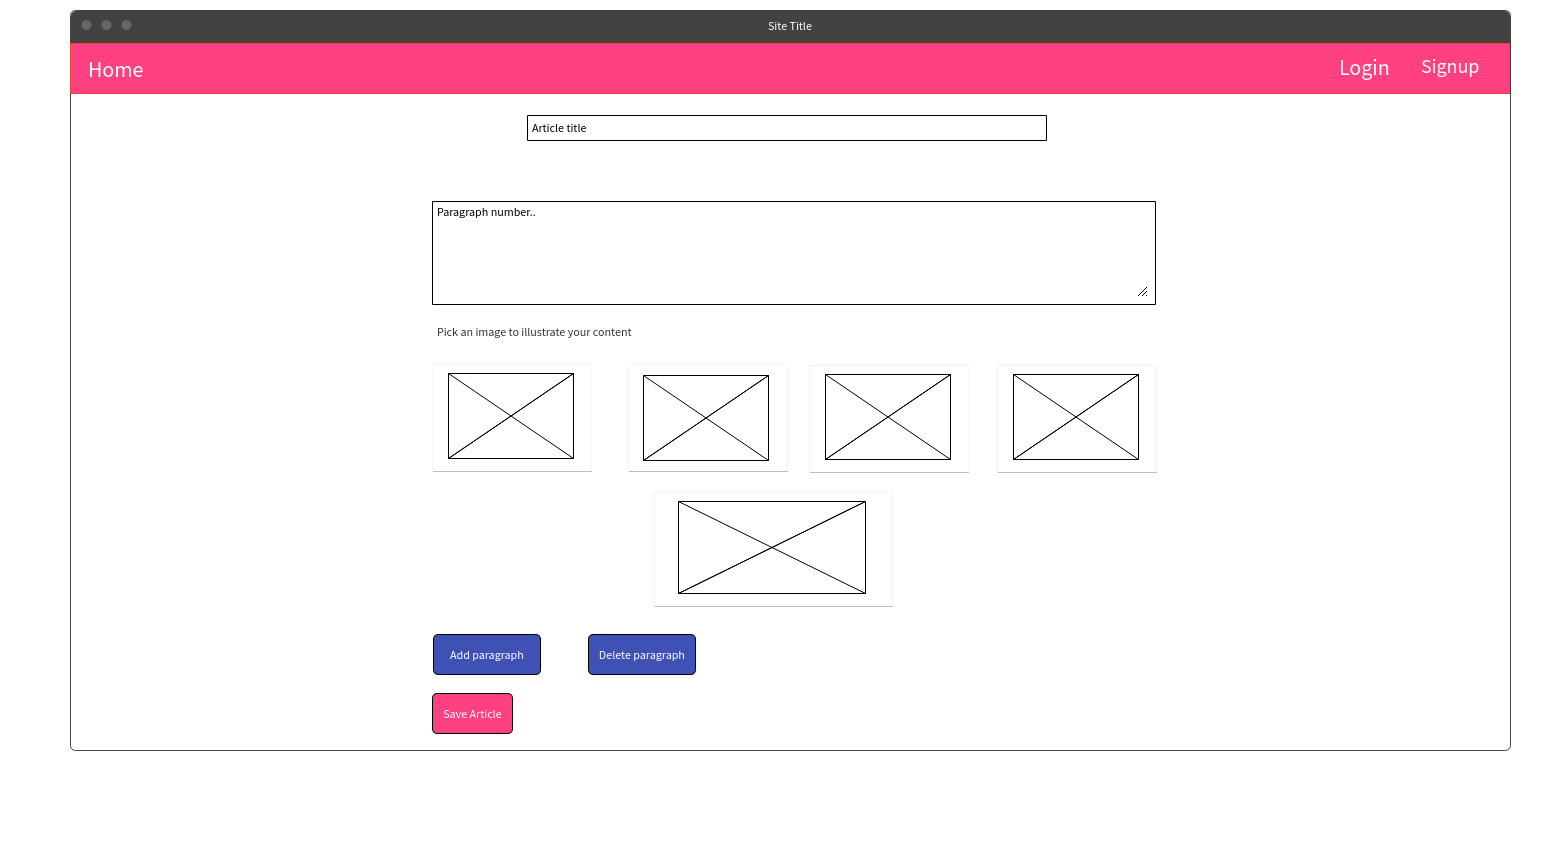 Site Title
Home
Login
Signup
Article title
Paragraph number..
Pick an image to illustrate your content
Add paragraph
Delete paragraph
Save Article